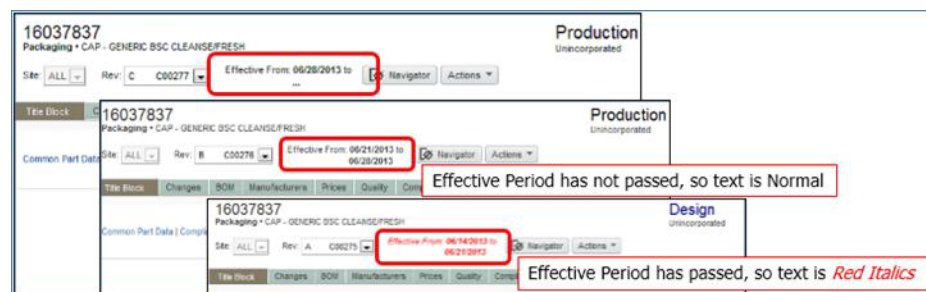 16037837
Production
Packaging • CAP - GENERIC BSC CLEANSE/FRESH
Unincorporated
Site: ALL Rev: C C00277 Effective From: 06/28/2013 to ... Navigator Actions
Title Block
Common Part Data
16037837
Production
Packaging • CAP - GENERIC BSC CLEANSE/FRESH
Unincorporated
Site: ALL Rev: B C00276 Effective From: 06/21/2013 to 06/28/2013 Navigator Actions
Title Block Changes BOM Manufacturers Prices Quality
Effective Period has not passed, so text is Normal
Common Part Data |
16037837
Design
Packaging • CAP - GENERIC BSC CLEANSE/FRESH
Unincorporated
Site: ALL Rev: A C00275 Effective From: 06/14/2013 to 06/21/2013 Navigator Actions
Title Block Changes BOM Manufacturers Prices Quality
Effective Period has passed, so text is Red Italics